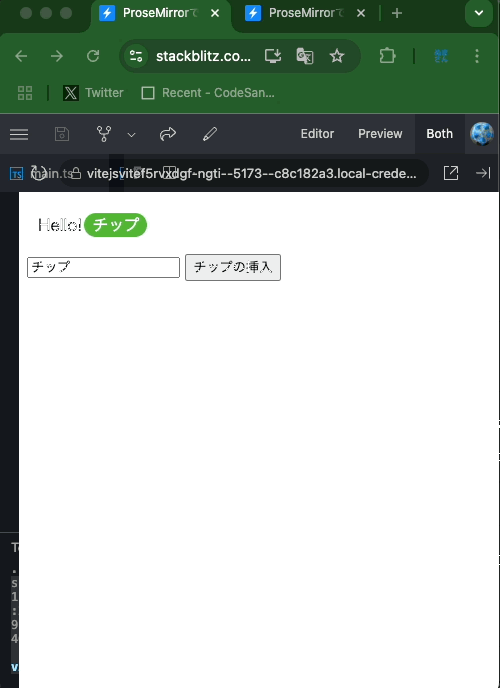 ProseMirrorで
ProseMirrorで
stackblitz.co...
Twitter
Recent - CodeSan...
Editor
Preview
Both
TS main.ts
vitejsvitef5rvxdgf-ngti--5173--c8c182a3.local-crede...
Hello! チップ
チップ
チップの挿入